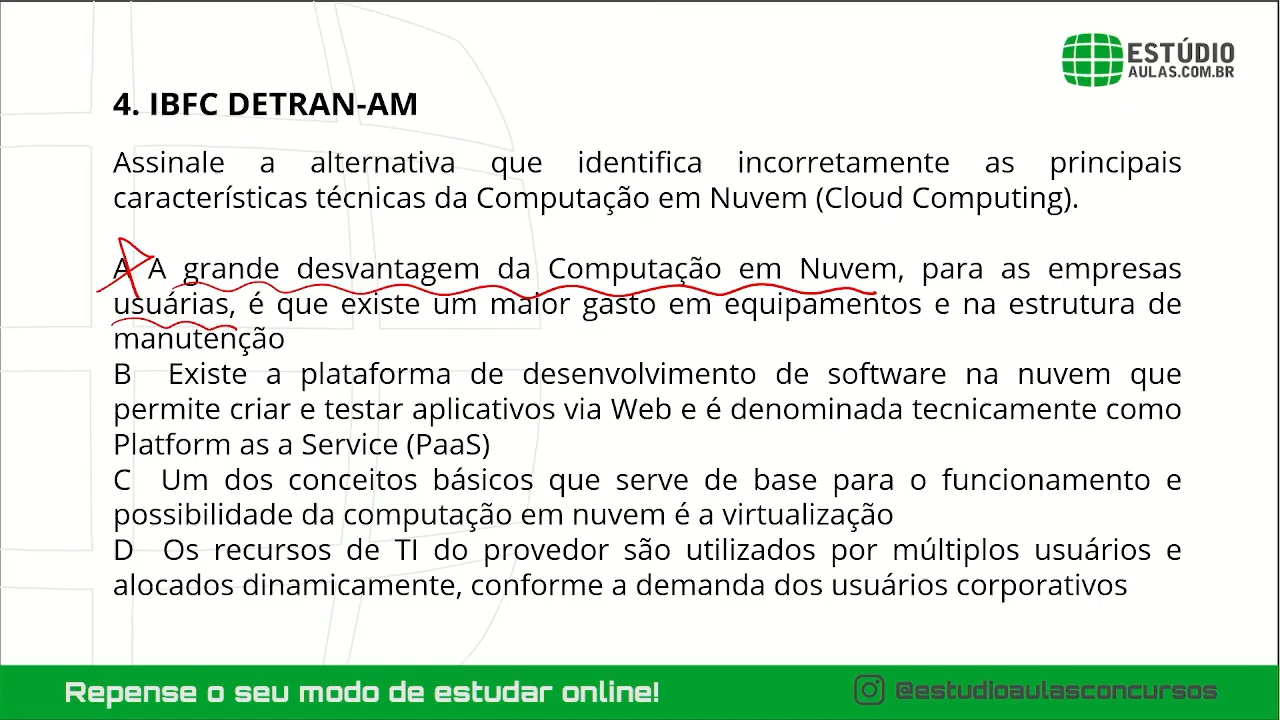 ESTÚDIO
AULAS.COM.BR
4. IBFC DETRAN-AM
Assinale a alternativa que identifica incorretamente as principais
características técnicas da Computação em Nuvem (Cloud Computing).
A A grande desvantagem da Computação em Nuvem, para as empresas
usuárias, é que existe um maior gasto em equipamentos e na estrutura de
manutenção
B Existe a plataforma de desenvolvimento de software na nuvem que
permite criar e testar aplicativos via Web e é denominada tecnicamente como
Platform as a Service (PaaS)
C Um dos conceitos básicos que serve de base para o funcionamento e
possibilidade da computação em nuvem é a virtualização
D Os recursos de TI do provedor são utilizados por múltiplos usuários e
alocados dinamicamente, conforme a demanda dos usuários corporativos
Repense o seu modo de estudar online!
@estudioaulasconcursos